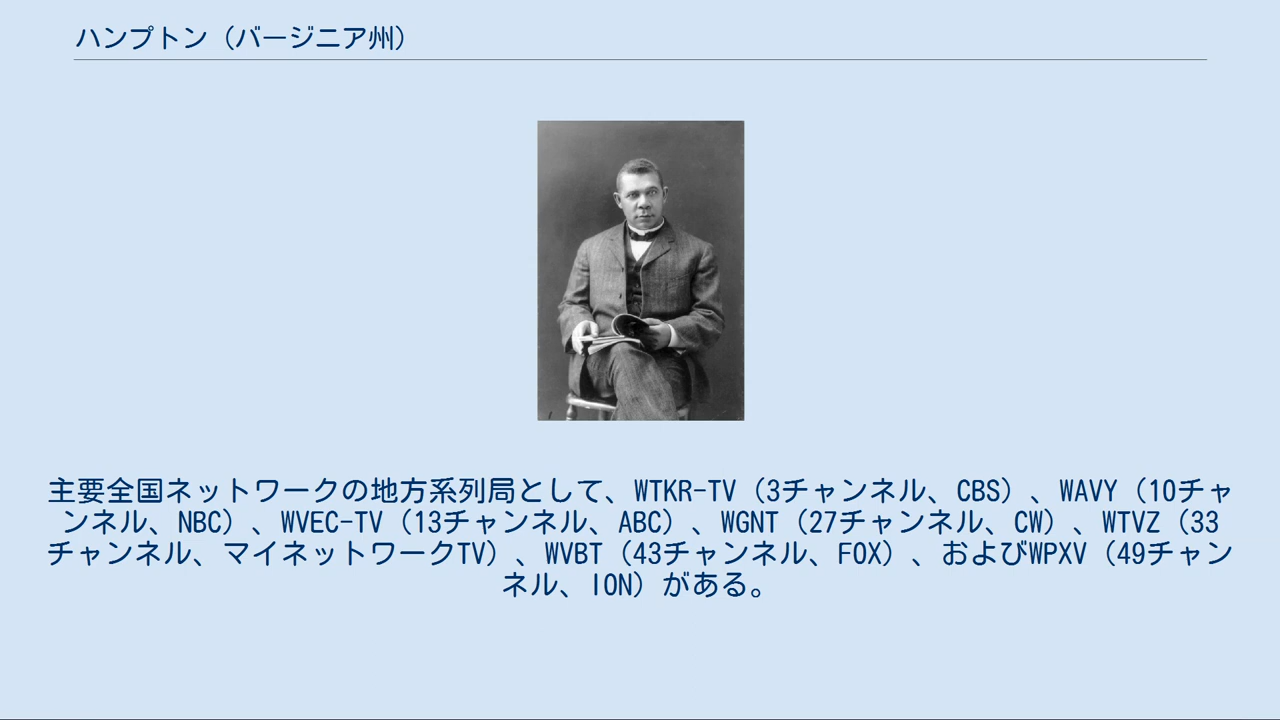 ハンプトン（バージニア州）
主要全国ネットワークの地方系列局として、WTKR-TV（3チャンネル、CBS）、WAVY（10チャ
ンネル、NBC）、WVEC-TV（13チャンネル、ABC）、WGNT（27チャンネル、CW）、WTVZ（33
チャンネル、マイネットワークTV）、WVBT（43チャンネル、FOX）、およびWPXV（49チャン
ネル、ION）がある。